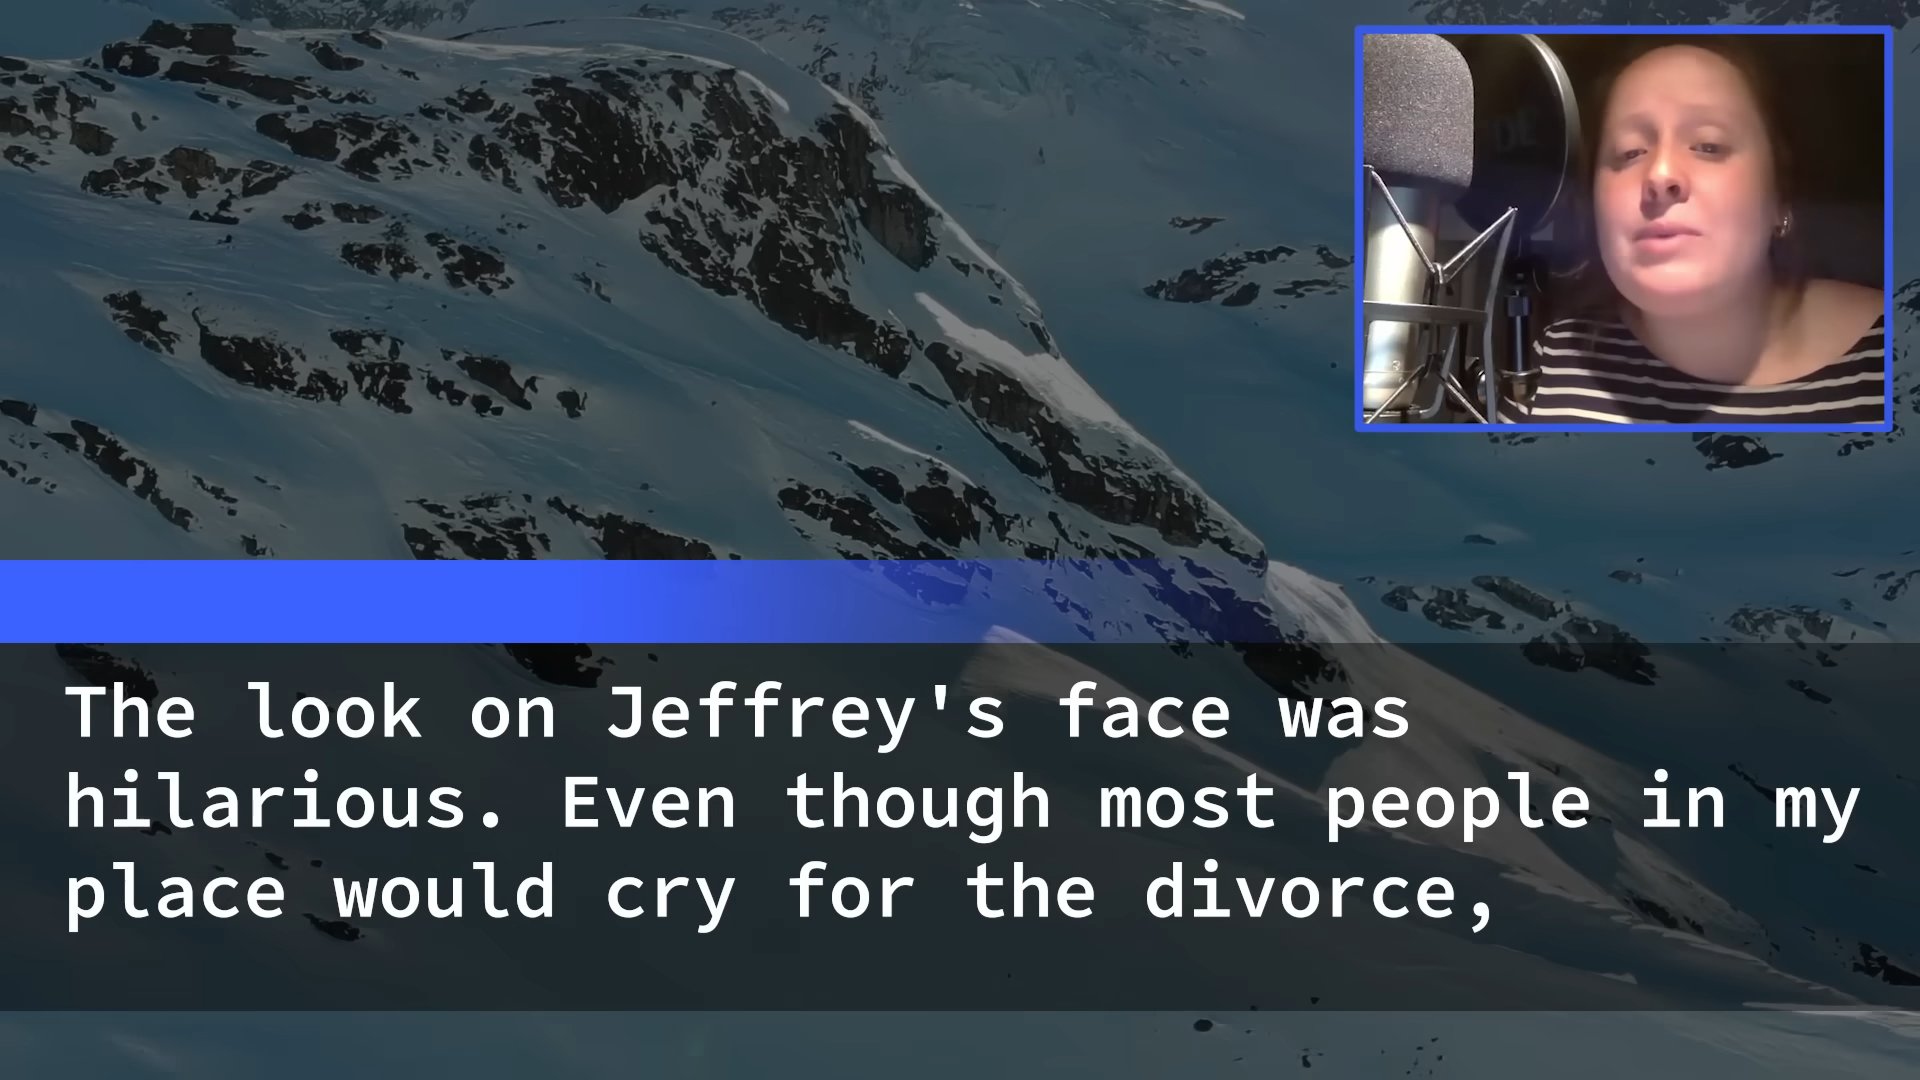 The look on Jeffrey's face was
hilarious. Even though most people in my
place would cry for the divorce,